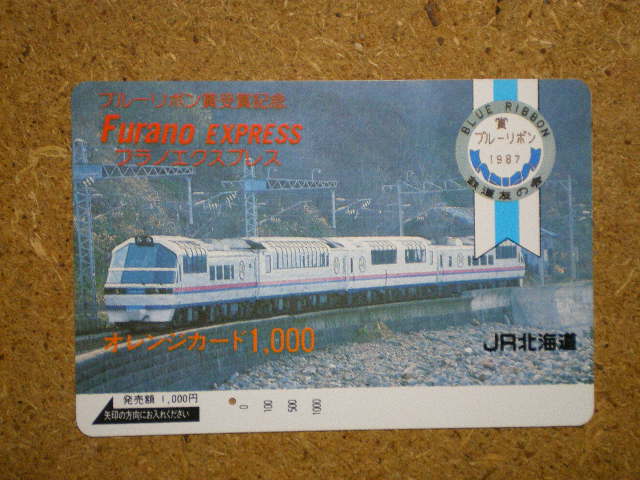 ブルーリボン賞受賞記念
Furano EXPRESS
フラノエクスプレス
BLUE RIBBON
賞
ブルーリボン
1987
鉄道友の会
オレンジカード1,000
JR北海道
発売額 1,000円
矢印の方向にお入れください
0 100 500 1000